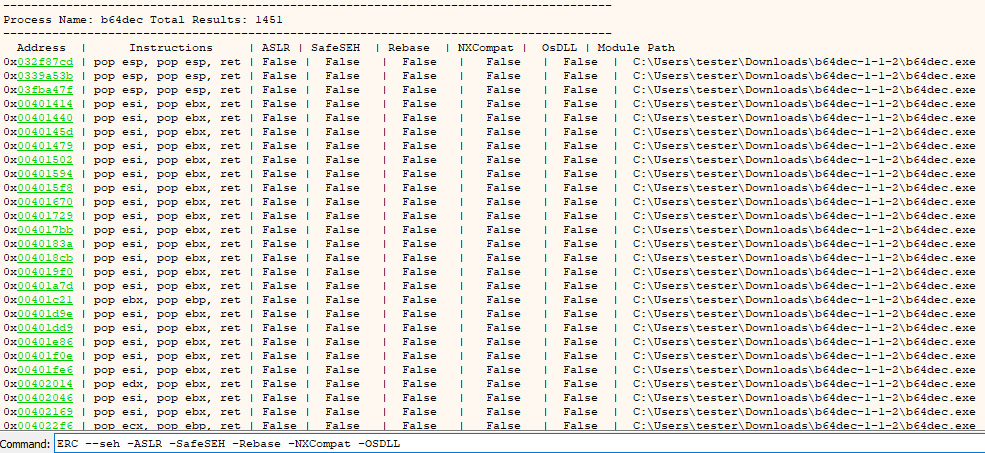 --------------------------------------------------------------------------------------
Process Name: b64dec Total Results: 1451
--------------------------------------------------------------------------------------
Address | Instructions | ASLR | SafeSEH | Rebase | NXCompat | OsDLL | Module Path
0x032f87cd | pop esp, pop esp, ret | False | False | False | False | False | C:\Users\tester\Downloads\b64dec-1-1-2\b64dec.exe
0x0339a53b | pop esp, pop esp, ret | False | False | False | False | False | C:\Users\tester\Downloads\b64dec-1-1-2\b64dec.exe
0x03fba47f | pop esp, pop esp, ret | False | False | False | False | False | C:\Users\tester\Downloads\b64dec-1-1-2\b64dec.exe
0x00401414 | pop esi, pop ebx, ret | False | False | False | False | False | C:\Users\tester\Downloads\b64dec-1-1-2\b64dec.exe
0x00401440 | pop esi, pop ebx, ret | False | False | False | False | False | C:\Users\tester\Downloads\b64dec-1-1-2\b64dec.exe
0x0040145d | pop esi, pop ebx, ret | False | False | False | False | False | C:\Users\tester\Downloads\b64dec-1-1-2\b64dec.exe
0x00401479 | pop esi, pop ebx, ret | False | False | False | False | False | C:\Users\tester\Downloads\b64dec-1-1-2\b64dec.exe
0x00401502 | pop esi, pop ebx, ret | False | False | False | False | False | C:\Users\tester\Downloads\b64dec-1-1-2\b64dec.exe
0x00401594 | pop esi, pop ebx, ret | False | False | False | False | False | C:\Users\tester\Downloads\b64dec-1-1-2\b64dec.exe
0x004015f8 | pop esi, pop ebx, ret | False | False | False | False | False | C:\Users\tester\Downloads\b64dec-1-1-2\b64dec.exe
0x00401670 | pop esi, pop ebx, ret | False | False | False | False | False | C:\Users\tester\Downloads\b64dec-1-1-2\b64dec.exe
0x00401729 | pop esi, pop ebx, ret | False | False | False | False | False | C:\Users\tester\Downloads\b64dec-1-1-2\b64dec.exe
0x004017bb | pop esi, pop ebx, ret | False | False | False | False | False | C:\Users\tester\Downloads\b64dec-1-1-2\b64dec.exe
0x0040183a | pop esi, pop ebx, ret | False | False | False | False | False | C:\Users\tester\Downloads\b64dec-1-1-2\b64dec.exe
0x004018cb | pop esi, pop ebx, ret | False | False | False | False | False | C:\Users\tester\Downloads\b64dec-1-1-2\b64dec.exe
0x004019f0 | pop esi, pop ebx, ret | False | False | False | False | False | C:\Users\tester\Downloads\b64dec-1-1-2\b64dec.exe
0x00401a7d | pop esi, pop ebx, ret | False | False | False | False | False | C:\Users\tester\Downloads\b64dec-1-1-2\b64dec.exe
0x00401c21 | pop ebx, pop ebp, ret | False | False | False | False | False | C:\Users\tester\Downloads\b64dec-1-1-2\b64dec.exe
0x00401d9e | pop esi, pop ebx, ret | False | False | False | False | False | C:\Users\tester\Downloads\b64dec-1-1-2\b64dec.exe
0x00401dd9 | pop esi, pop ebx, ret | False | False | False | False | False | C:\Users\tester\Downloads\b64dec-1-1-2\b64dec.exe
0x00401e86 | pop esi, pop ebx, ret | False | False | False | False | False | C:\Users\tester\Downloads\b64dec-1-1-2\b64dec.exe
0x00401f0e | pop esi, pop ebx, ret | False | False | False | False | False | C:\Users\tester\Downloads\b64dec-1-1-2\b64dec.exe
0x00401fe6 | pop esi, pop ebx, ret | False | False | False | False | False | C:\Users\tester\Downloads\b64dec-1-1-2\b64dec.exe
0x00402014 | pop edx, pop ebx, ret | False | False | False | False | False | C:\Users\tester\Downloads\b64dec-1-1-2\b64dec.exe
0x00402046 | pop esi, pop ebx, ret | False | False | False | False | False | C:\Users\tester\Downloads\b64dec-1-1-2\b64dec.exe
0x00402169 | pop esi, pop ebx, ret | False | False | False | False | False | C:\Users\tester\Downloads\b64dec-1-1-2\b64dec.exe
0x004022f6 | pop ecx, pop ebx, ret | False | False | False | False | False | C:\Users\tester\Downloads\b64dec-1-1-2\b64dec.exe
Command: ERC --seh -ASLR -SafeSEH -Rebase -NXCompat -OSDLL